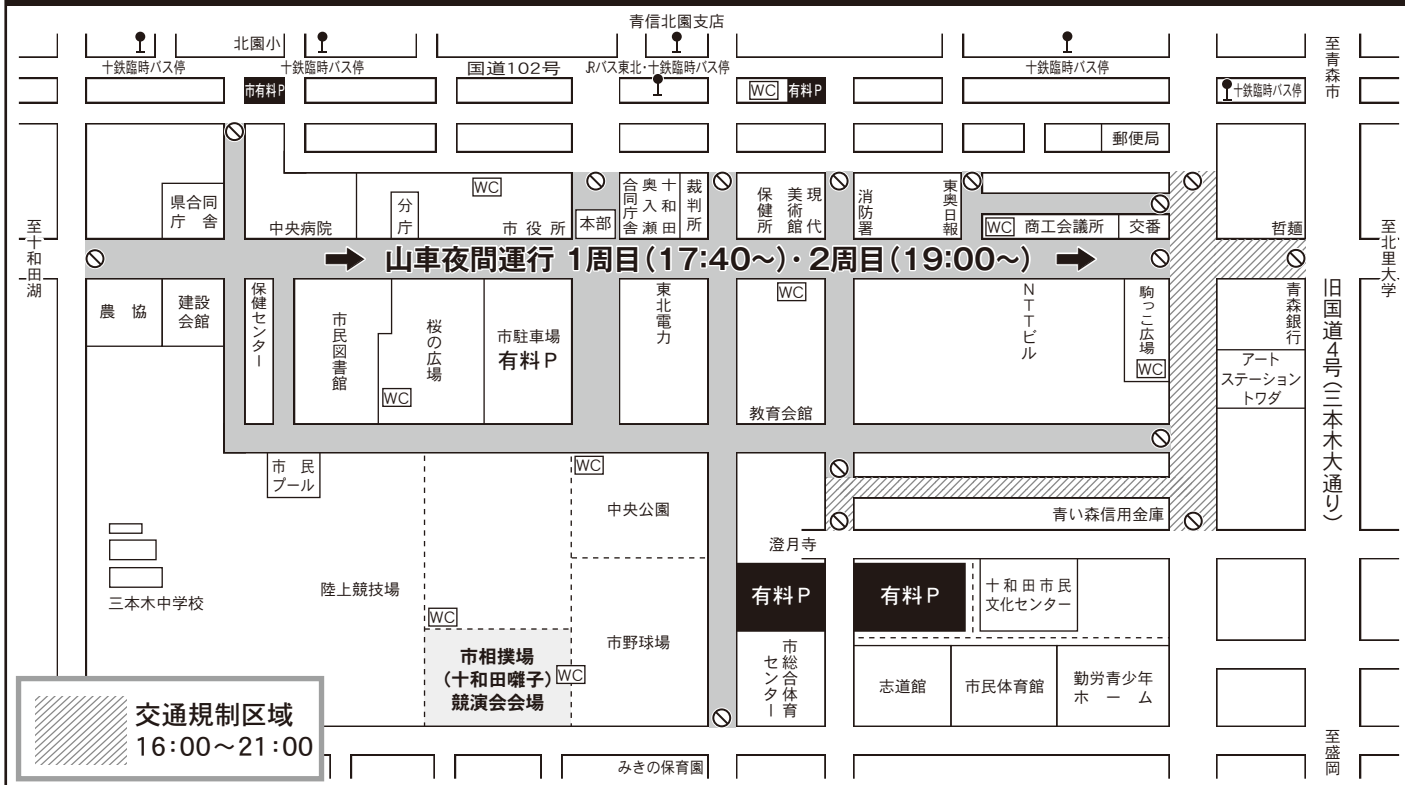 青信北園支店
北園小
十鉄臨時バス停
十鉄臨時バス停
国道102号
JRバス東北・十鉄臨時バス停
十鉄臨時バス停
至青森市
市有料P
WC
有料P
十鉄臨時バス停
郵便局
県合同
庁舎
中央病院
分庁
WC
市役所
本部
十和田
奥入瀬
合同庁舎
裁判所
保健所
現代
美術館
消防署
東奥日報
WC
商工会議所
交番
哲麺
至十和田湖
至北里大学
➡ 山車夜間運行 1周目(17:40～)・2周目(19:00～) ➡
農協
建設
会館
保健センター
市民図書館
桜の広場
WC
市駐車場
有料P
東北電力
WC
教育会館
NTTビル
駒っこ広場
WC
青森銀行
アート
ステーション
トワダ
旧国道4号(三本木大通り)
市民
プール
WC
中央公園
青い森信用金庫
澄月寺
三本木中学校
陸上競技場
WC
市野球場
有料P
有料P
十和田市民
文化センター
市相撲場
(十和田囃子)
競演会会場
WC
市総合体育
センター
志道館
市民体育館
勤労青少年
ホーム
交通規制区域
16:00～21:00
みきの保育園
至盛岡